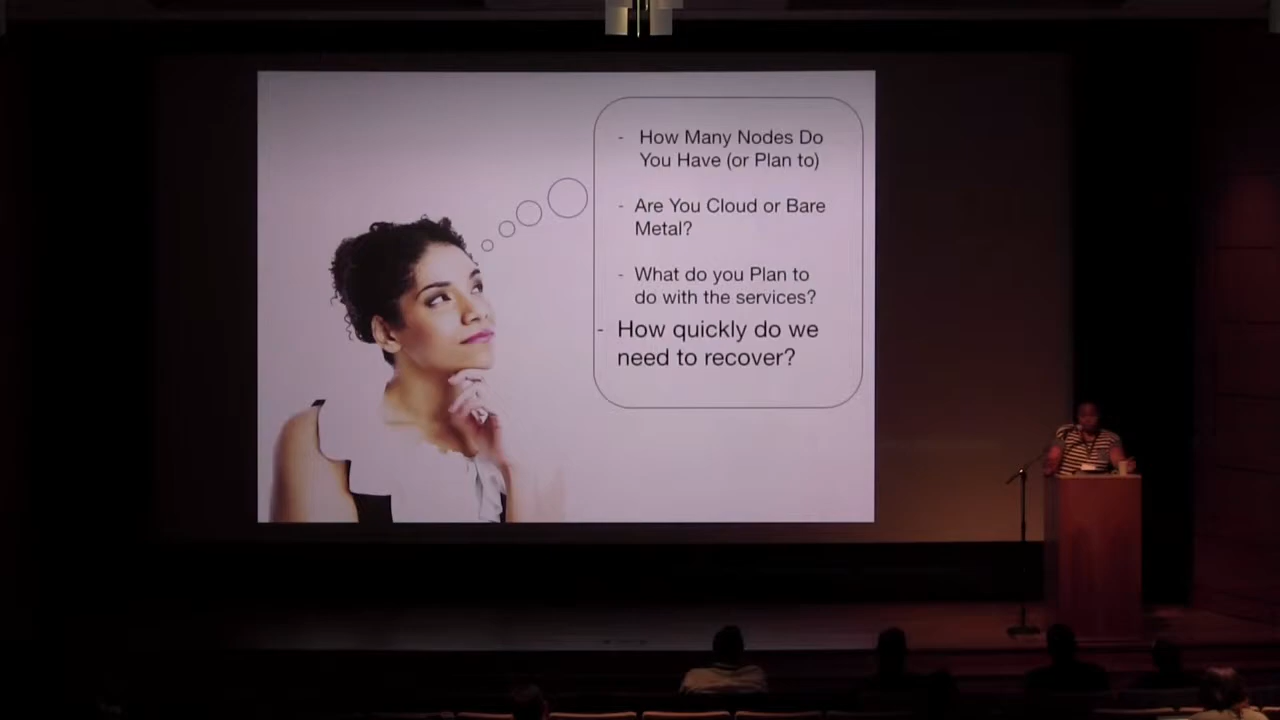 - How Many Nodes Do
You Have (or Plan to)
- Are You Cloud or Bare
Metal?
- What do you Plan to
do with the services?
- How quickly do we
need to recover?